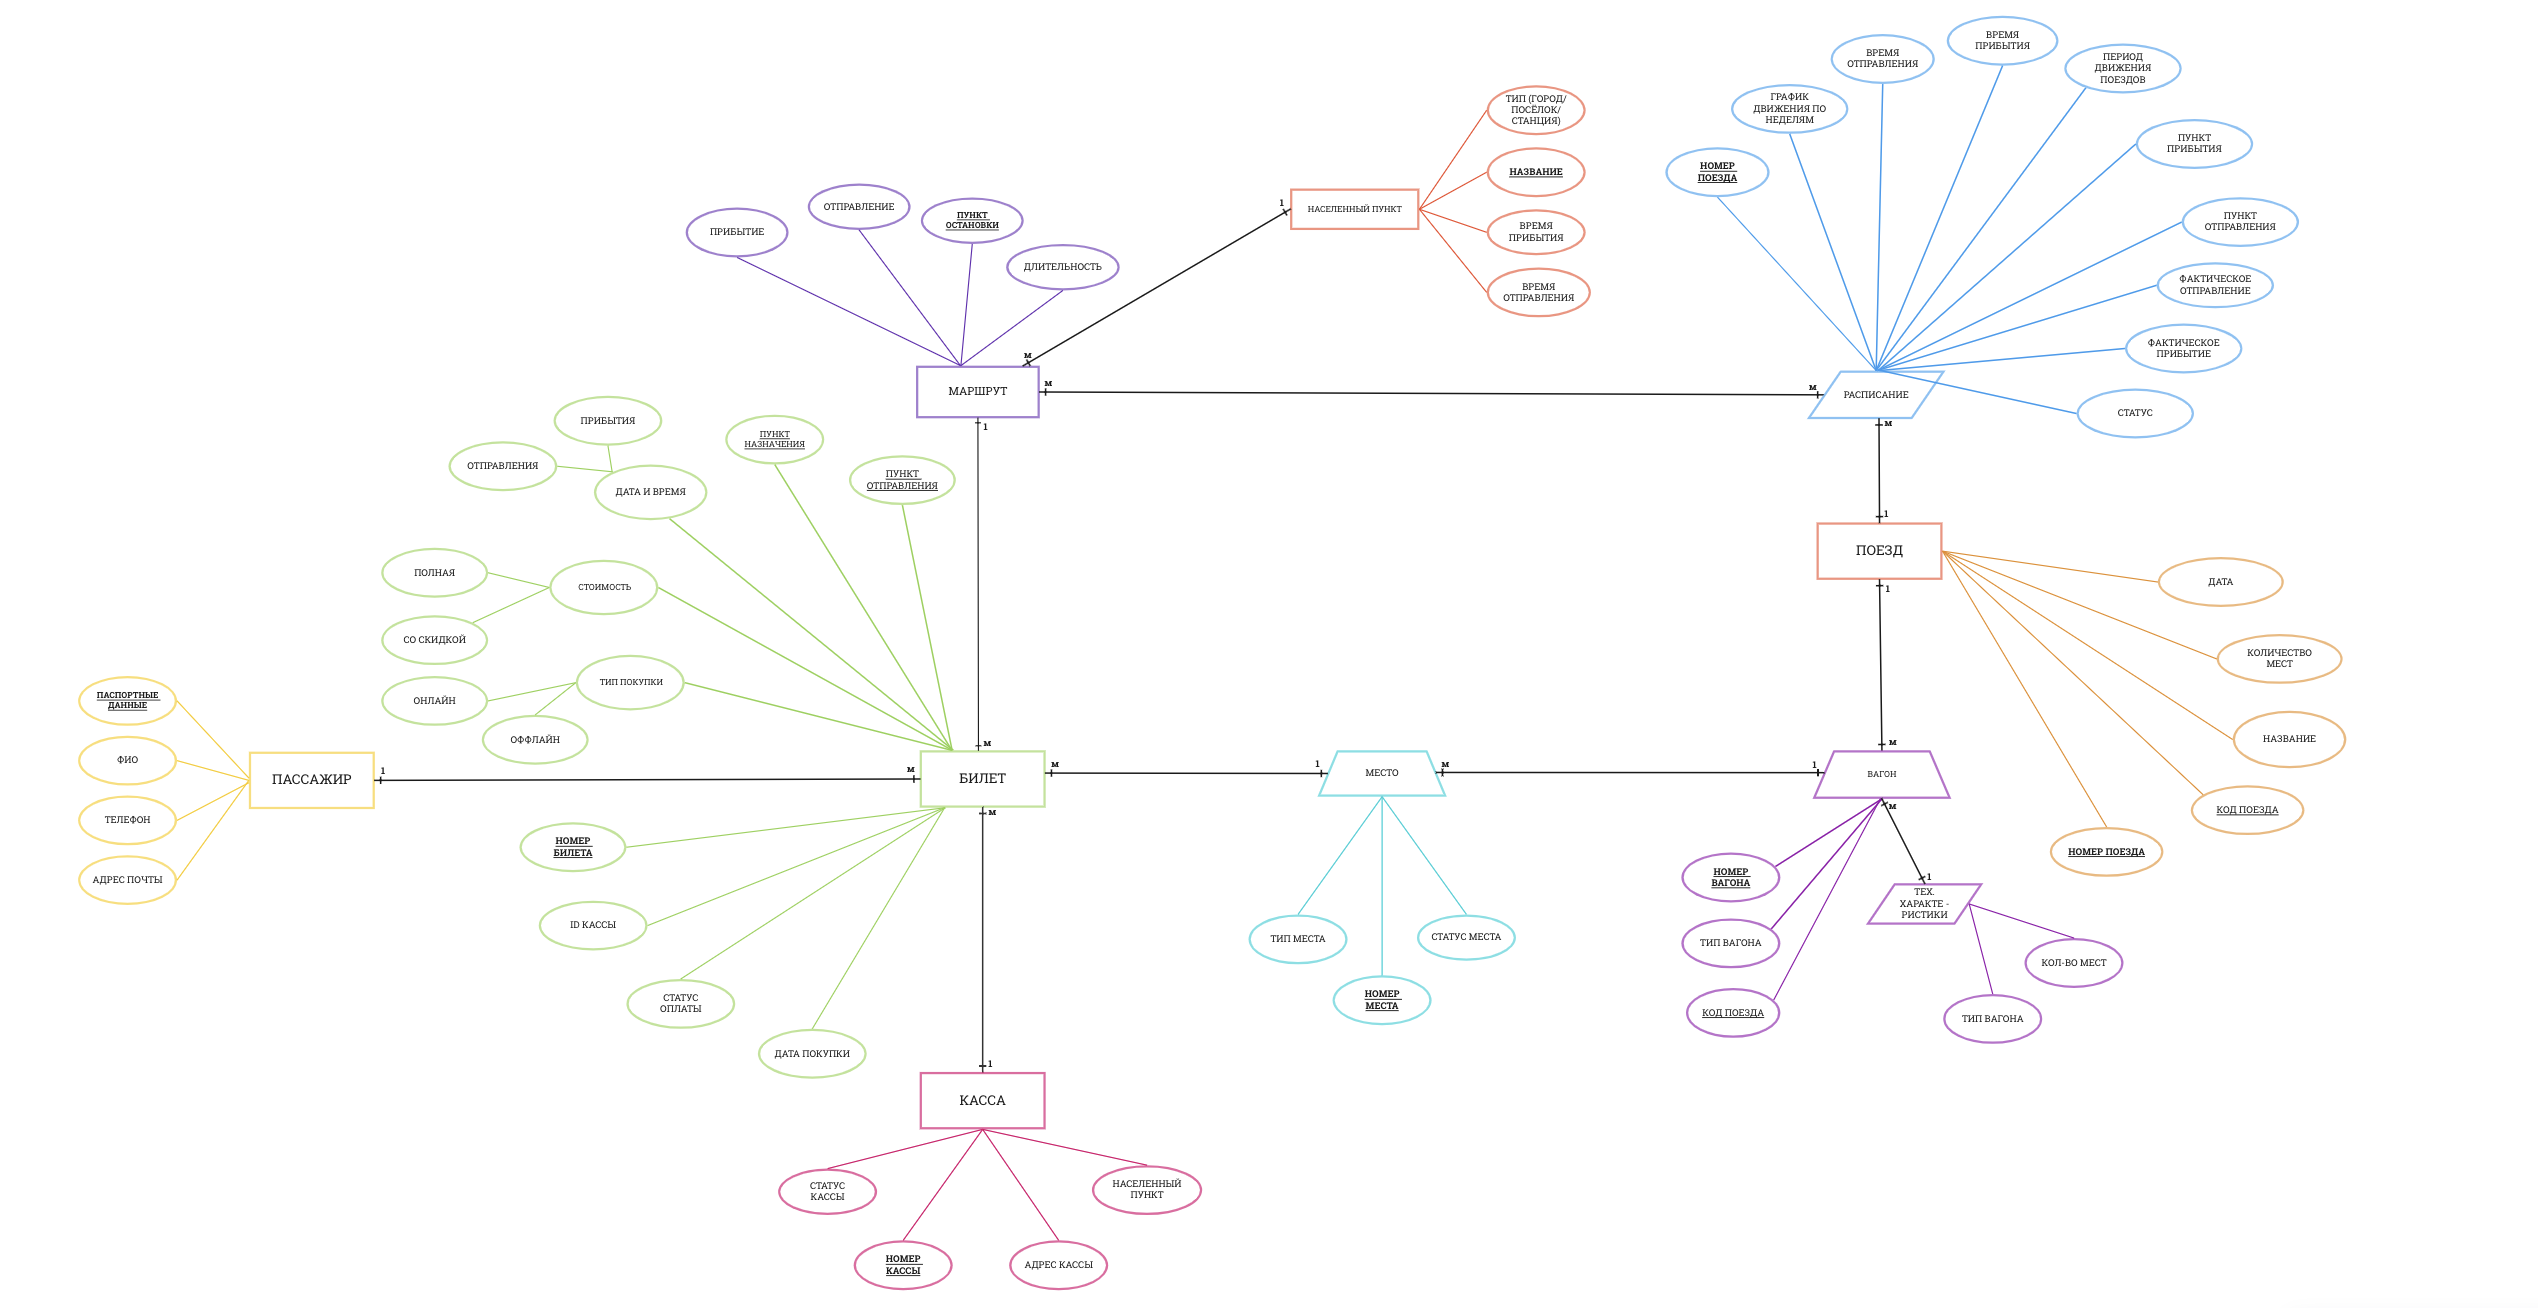 ВРЕМЯ
ПРИБЫТИЯ
ВРЕМЯ
ОТПРАВЛЕНИЯ
ПЕРИОД
ДВИЖЕНИЯ
ПОЕЗДОВ
ГРАФИК
ДВИЖЕНИЯ ПО
НЕДЕЛЯМ
ПУНКТ
ПРИБЫТИЯ
НОМЕР
ПОЕЗДА
ПУНКТ
ОТПРАВЛЕНИЯ
ФАКТИЧЕСКОЕ
ОТПРАВЛЕНИЕ
ФАКТИЧЕСКОЕ
ПРИБЫТИЕ
СТАТУС
РАСПИСАНИЕ
ТИП (ГОРОД/
ПОСЁЛОК/
СТАНЦИЯ)
НАЗВАНИЕ
ВРЕМЯ
ПРИБЫТИЯ
ВРЕМЯ
ОТПРАВЛЕНИЯ
НАСЕЛЕННЫЙ ПУНКТ
1
ПРИБЫТИЕ
ОТПРАВЛЕНИЕ
ПУНКТ
ОСТАНОВКИ
ДЛИТЕЛЬНОСТЬ
м
МАРШРУТ
м
м
1
м
1
ПОЕЗД
1
ДАТА
КОЛИЧЕСТВО
МЕСТ
НАЗВАНИЕ
КОД ПОЕЗДА
НОМЕР ПОЕЗДА
ПРИБЫТИЯ
ОТПРАВЛЕНИЯ
ДАТА И ВРЕМЯ
ПУНКТ
НАЗНАЧЕНИЯ
ПУНКТ
ОТПРАВЛЕНИЯ
ПОЛНАЯ
СТОИМОСТЬ
СО СКИДКОЙ
ТИП ПОКУПКИ
ОНЛАЙН
ОФФЛАЙН
ПАСПОРТНЫЕ
ДАННЫЕ
ФИО
ТЕЛЕФОН
АДРЕС ПОЧТЫ
ПАССАЖИР
1
м
м
БИЛЕТ
м
1
МЕСТО
м
1
м
ВАГОН
м
м
НОМЕР
БИЛЕТА
ID КАССЫ
СТАТУС
ОПЛАТЫ
ДАТА ПОКУПКИ
ТИП МЕСТА
СТАТУС МЕСТА
НОМЕР
МЕСТА
НОМЕР
ВАГОНА
ТИП ВАГОНА
КОД ПОЕЗДА
1
ТЕХ.
ХАРАКТЕ -
РИСТИКИ
КОЛ-ВО МЕСТ
ТИП ВАГОНА
1
КАССА
СТАТУС
КАССЫ
НАСЕЛЕННЫЙ
ПУНКТ
НОМЕР
КАССЫ
АДРЕС КАССЫ